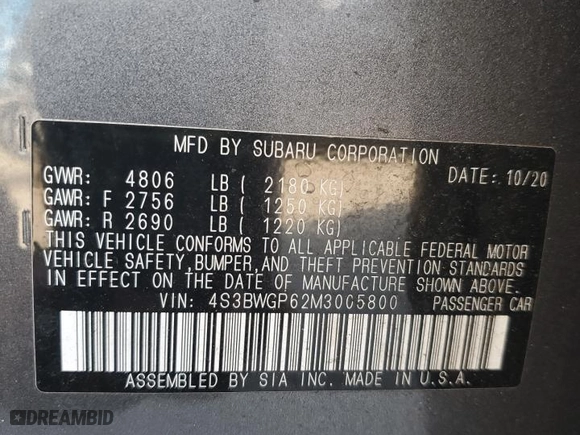 MFD BY SUBARU CORPORATION
GVWR: 4806 LB ( 2180 KG) DATE: 10/20
GAWR: F 2756 LB ( 1250 KG)
GAWR: R 2690 LB ( 1220 KG)
THIS VEHICLE CONFORMS TO ALL APPLICABLE FEDERAL MOTOR
VEHICLE SAFETY, BUMPER, AND THEFT PREVENTION STANDARDS
IN EFFECT ON THE DATE OF MANUFACTURE SHOWN ABOVE.
VIN: 4S3BWGP62M3005800 PASSENGER CAR
ASSEMBLED BY SIA INC. MADE IN U.S.A.
DREAMBID